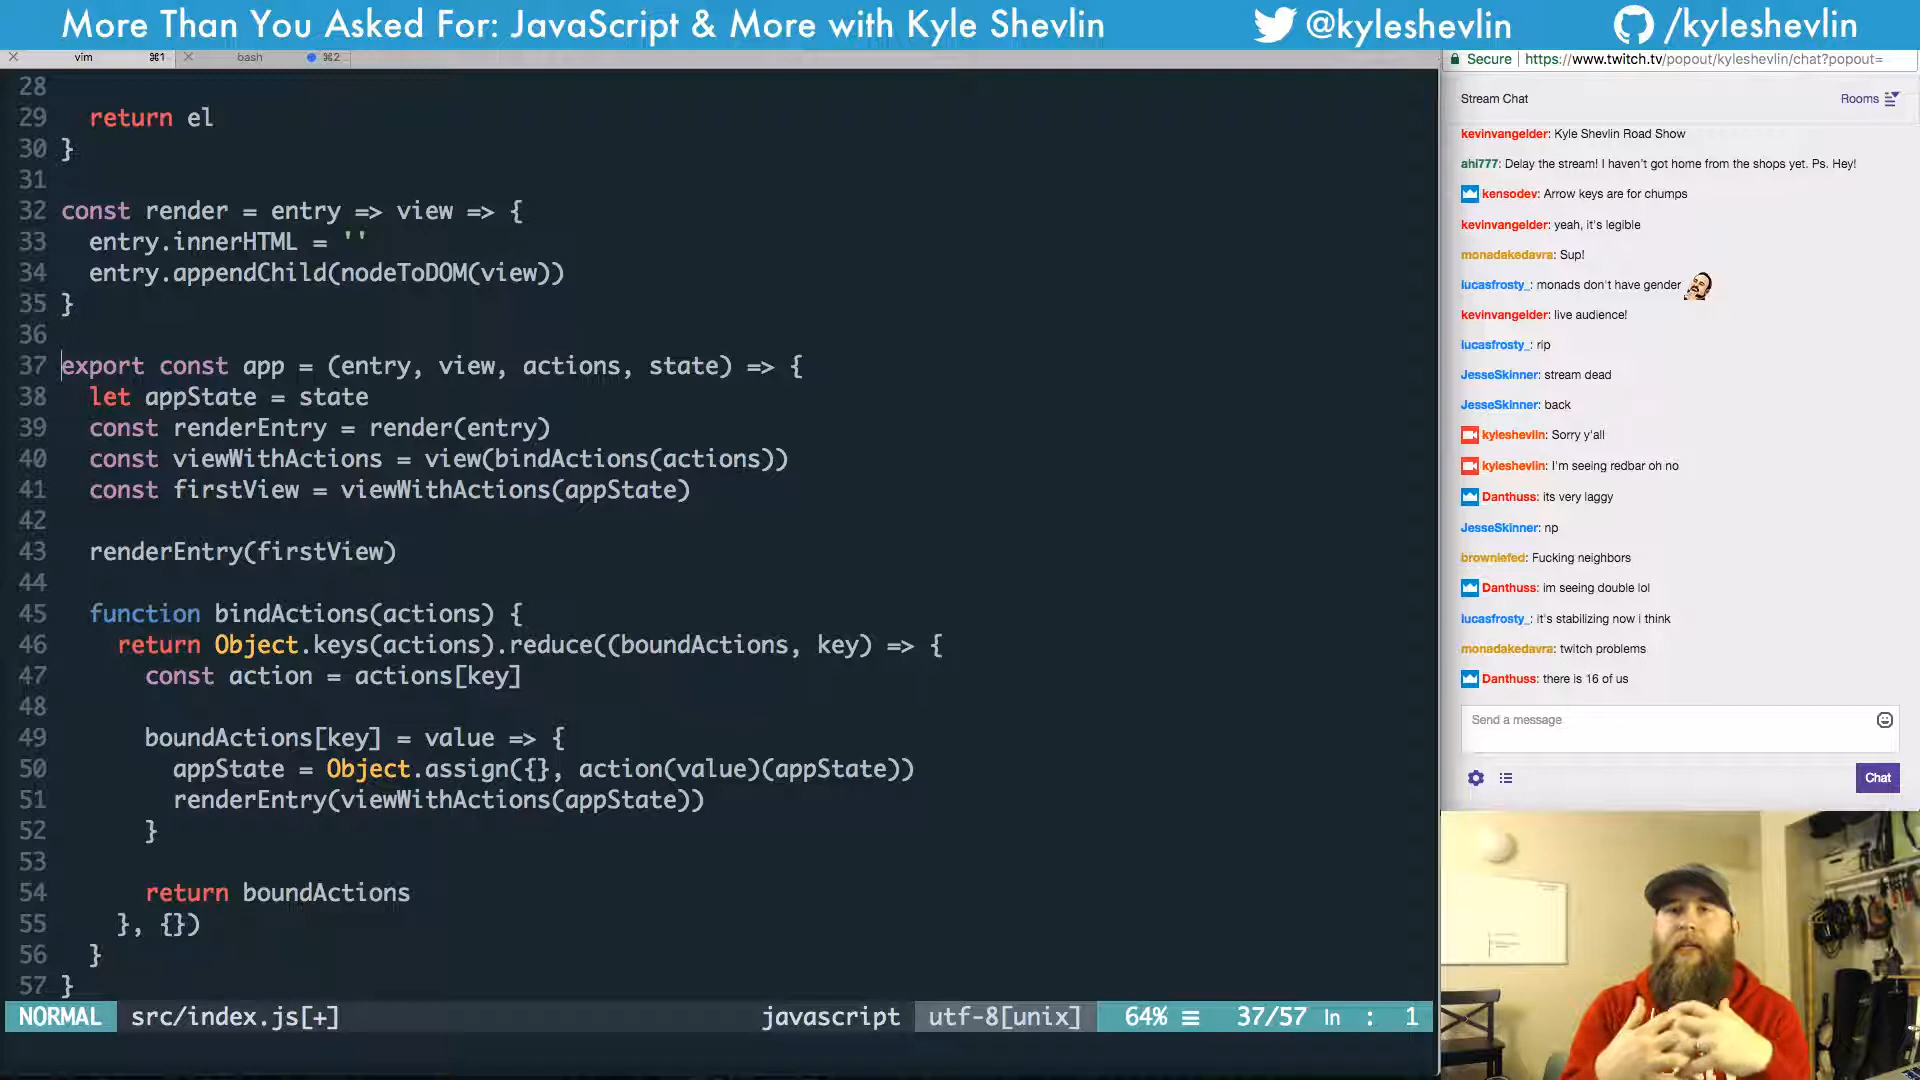 More Than You Asked For: JavaScript & More with Kyle Shevlin
@kyleshevlin
/kyleshevlin
vim ⌘1
bash ⌘2
28
29   return el
30 }
31
32 const render = entry => view => {
33   entry.innerHTML = ''
34   entry.appendChild(nodeToDOM(view))
35 }
36
37 export const app = (entry, view, actions, state) => {
38   let appState = state
39   const renderEntry = render(entry)
40   const viewWithActions = view(bindActions(actions))
41   const firstView = viewWithActions(appState)
42
43   renderEntry(firstView)
44
45   function bindActions(actions) {
46     return Object.keys(actions).reduce((boundActions, key) => {
47       const action = actions[key]
48
49       boundActions[key] = value => {
50         appState = Object.assign({}, action(value)(appState))
51         renderEntry(viewWithActions(appState))
52       }
53
54       return boundActions
55     }, {})
56   }
57 }
NORMAL src/index.js[+] javascript utf-8[unix] 64% ≡ 37/57 ln : 1
Secure https://www.twitch.tv/popout/kyleshevlin/chat?popout=
Stream Chat
Rooms
kevinvangelder: Kyle Shevlin Road Show
ahi777: Delay the stream! I haven't got home from the shops yet. Ps. Hey!
kensodev: Arrow keys are for chumps
kevinvangelder: yeah, it's legible
monadakedavra: Sup!
lucasfrosty_: monads don't have gender
kevinvangelder: live audience!
lucasfrosty_: rip
JesseSkinner: stream dead
JesseSkinner: back
kyleshevlin: Sorry y'all
kyleshevlin: I'm seeing redbar oh no
Danthuss: its very laggy
JesseSkinner: np
browniefed: Fucking neighbors
Danthuss: im seeing double lol
lucasfrosty_: it's stabilizing now i think
monadakedavra: twitch problems
Danthuss: there is 16 of us
Send a message
Chat